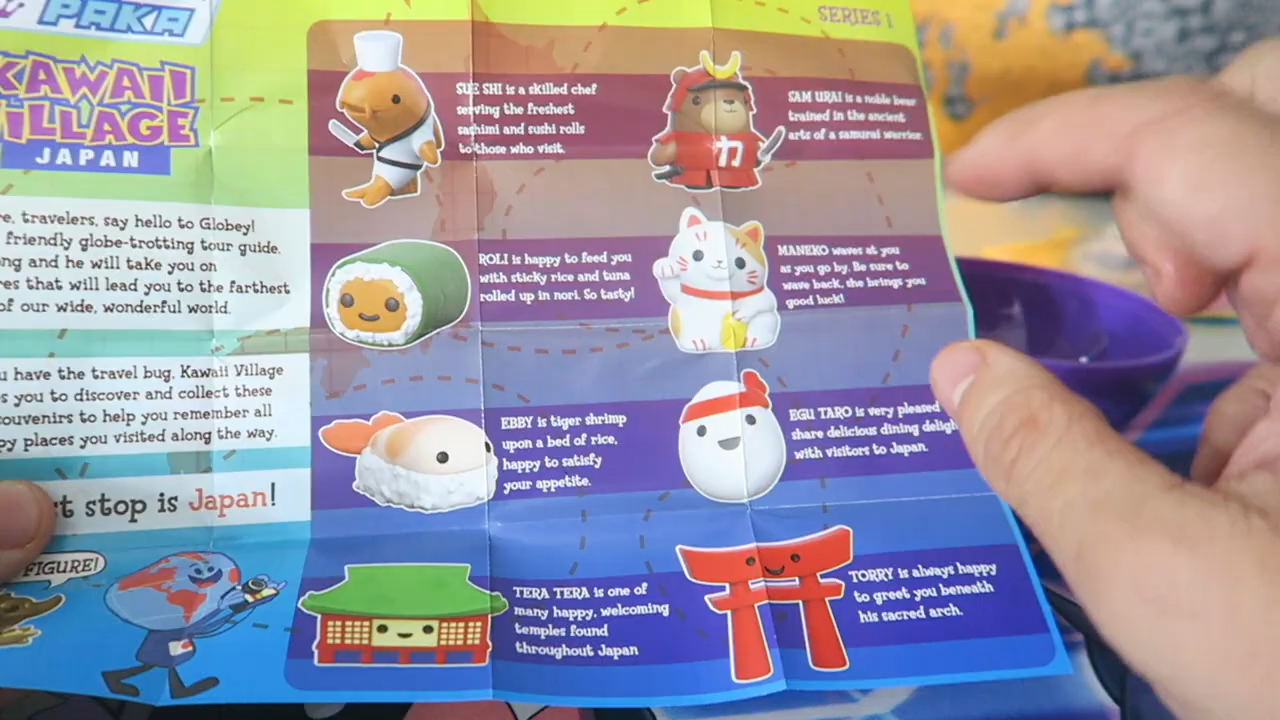 PAKA
KAWAII
VILLAGE
JAPAN
re, travelers, say hello to Globey!
friendly globe-trotting tour guide.
ng and he will take you on
res that will lead you to the farthest
of our wide, wonderful world.
u have the travel bug, Kawaii Village
s you to discover and collect these
souvenirs to help you remember all
py places you visited along the way.
t stop is Japan!
FIGURE!
SERIES 1
SUE SHI is a skilled chef
serving the freshest
sashimi and sushi rolls
to those who visit.
SAM URAI is a noble bear
trained in the ancient
arts of a samurai warrior.
カ
ROLI is happy to feed you
with sticky rice and tuna
rolled up in nori. So tasty!
MANEKO waves at you
as you go by. Be sure to
wave back, she brings you
good luck!
EBBY is tiger shrimp
upon a bed of rice,
happy to satisfy
your appetite.
EGU TARO is very pleased
share delicious dining deligh
with visitors to Japan.
TERA TERA is one of
many happy, welcoming
temples found
throughout Japan
TORRY is always happy
to greet you beneath
his sacred arch.